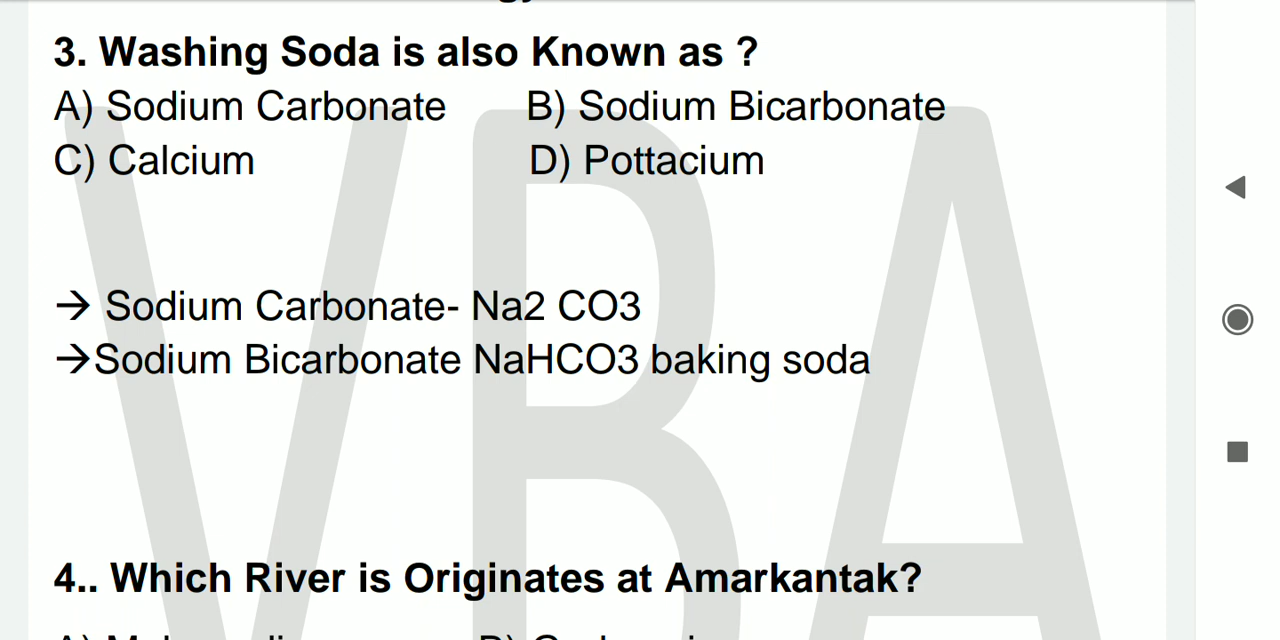 3. Washing Soda is also Known as ?
A) Sodium Carbonate B) Sodium Bicarbonate
C) Calcium D) Pottacium
→ Sodium Carbonate- Na2 CO3
→Sodium Bicarbonate NaHCO3 baking soda
4.. Which River is Originates at Amarkantak?
VBA